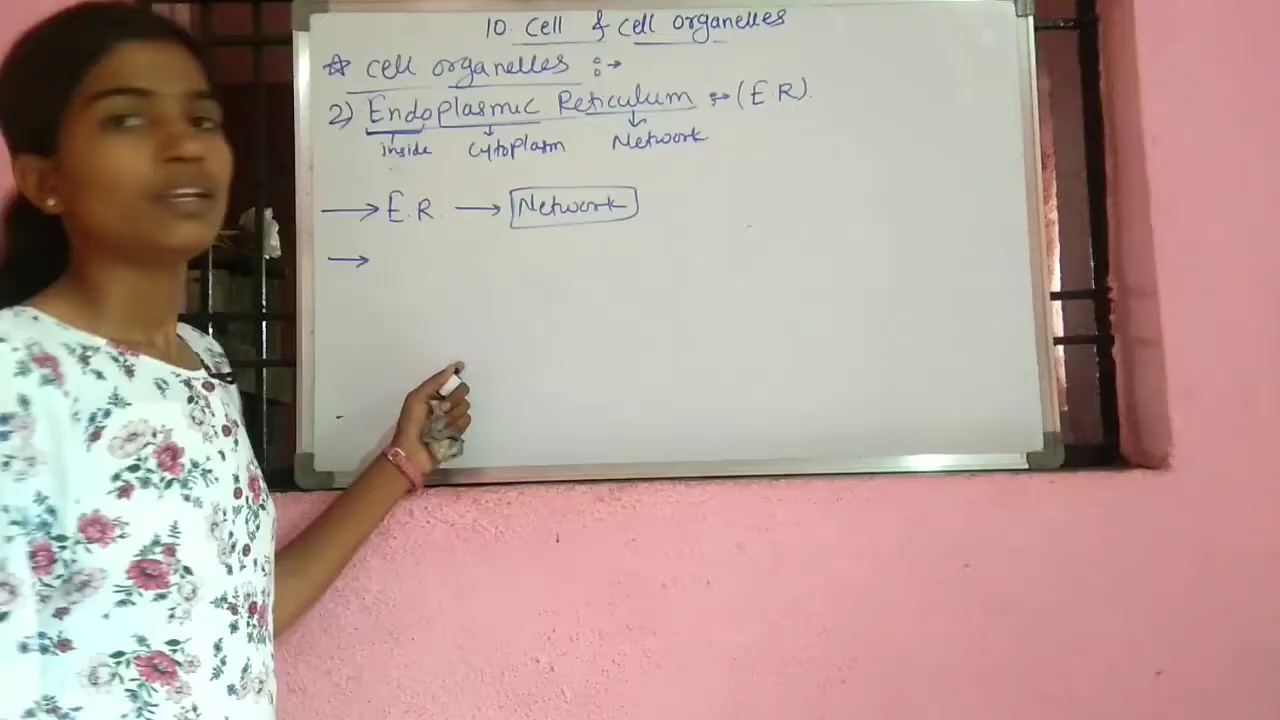 10. Cell & cell organelles
☆ cell organelles :→
2) Endoplasmic Reticulum :→ (E.R).
inside cytoplasm Network
→ E.R. → Network
→